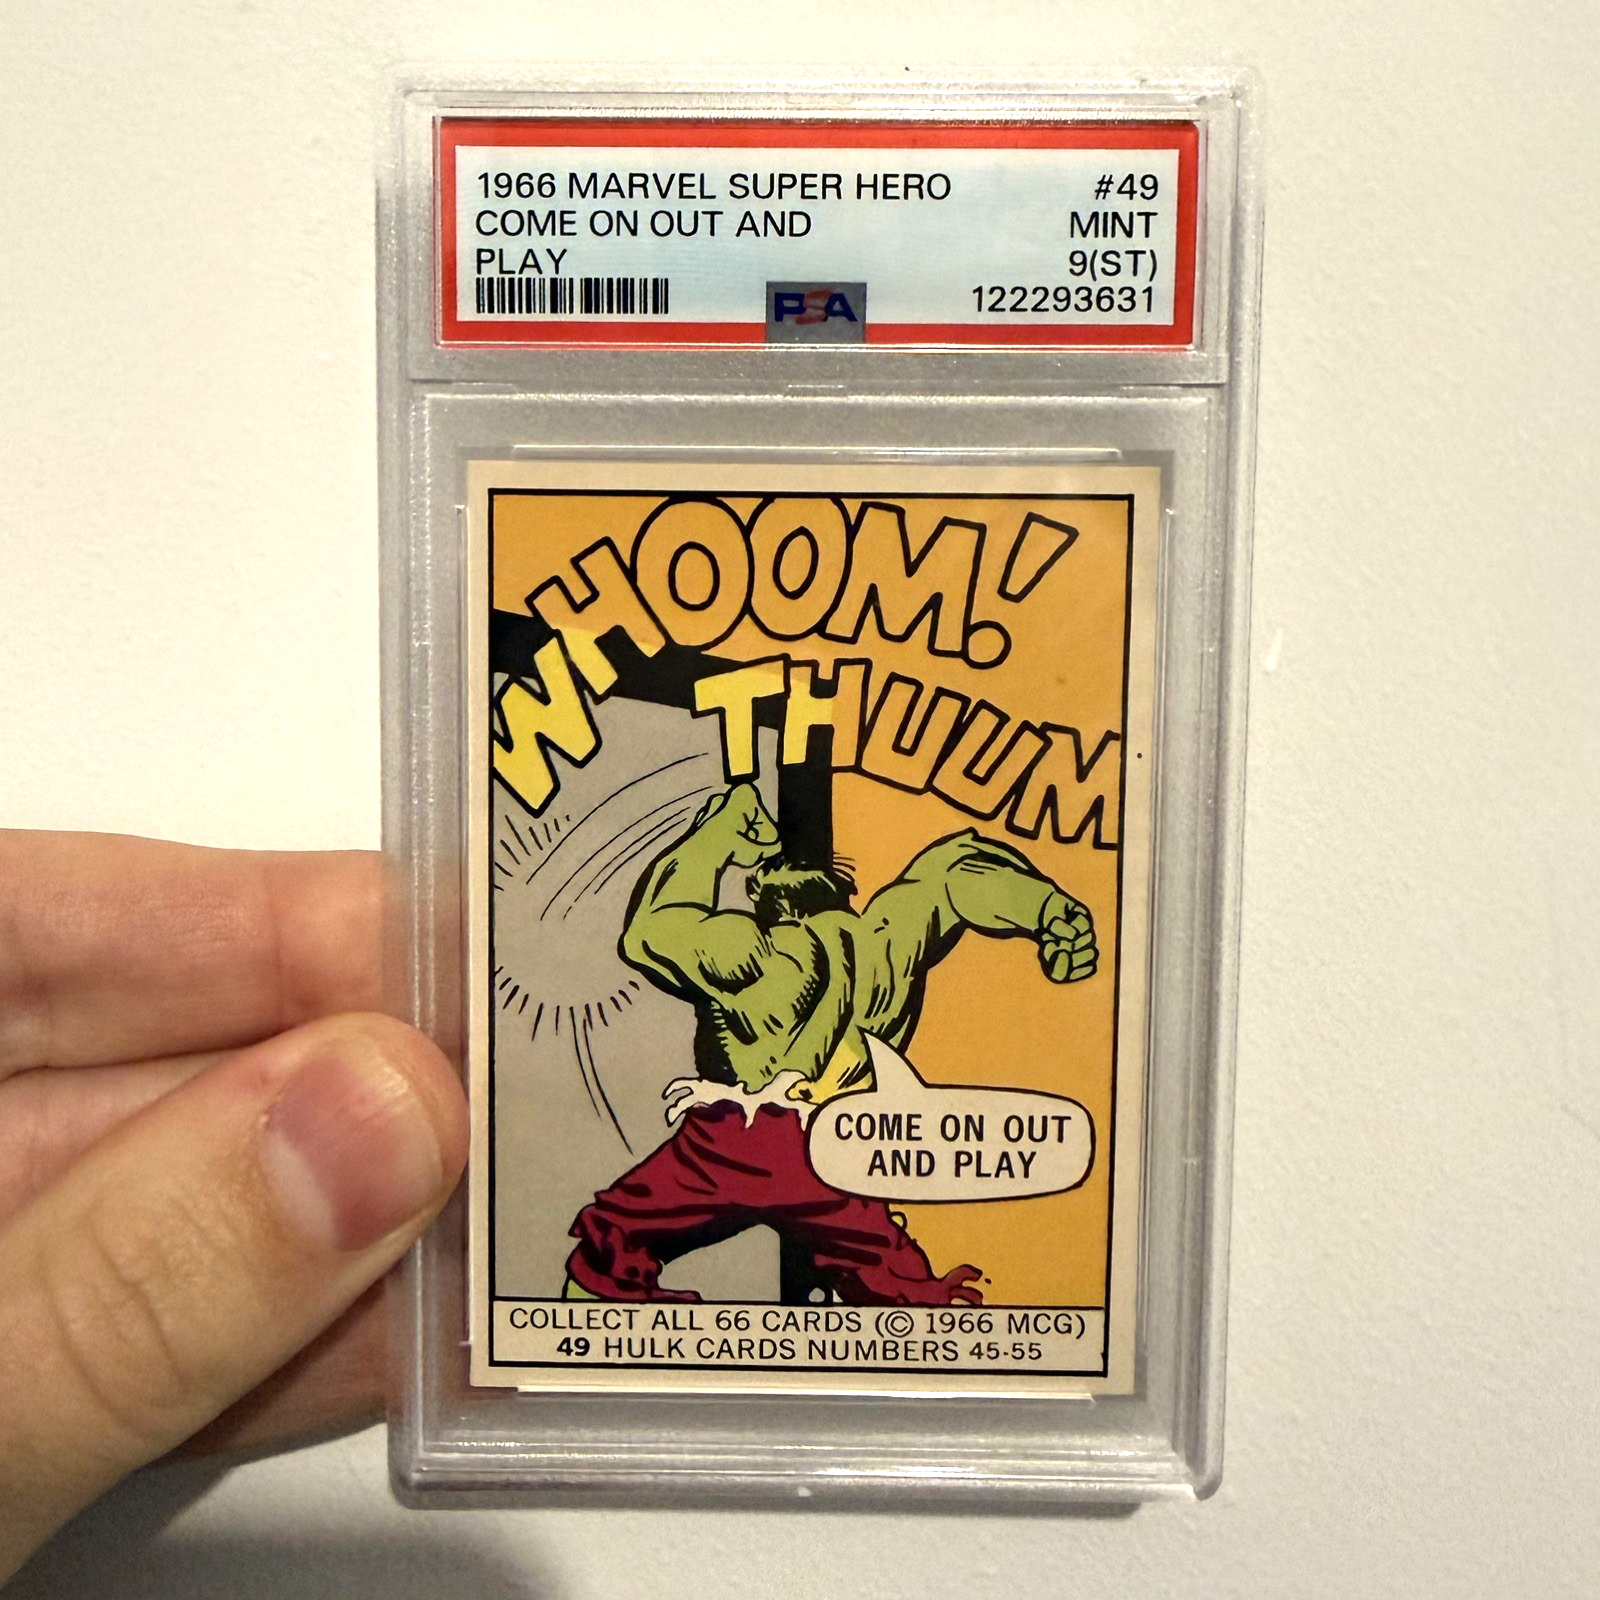 1966 MARVEL SUPER HERO #49
COME ON OUT AND MINT
PLAY 9(ST)
PSA 122293631
WHOOM!
THUUM
COME ON OUT
AND PLAY
COLLECT ALL 66 CARDS (© 1966 MCG)
49 HULK CARDS NUMBERS 45-55